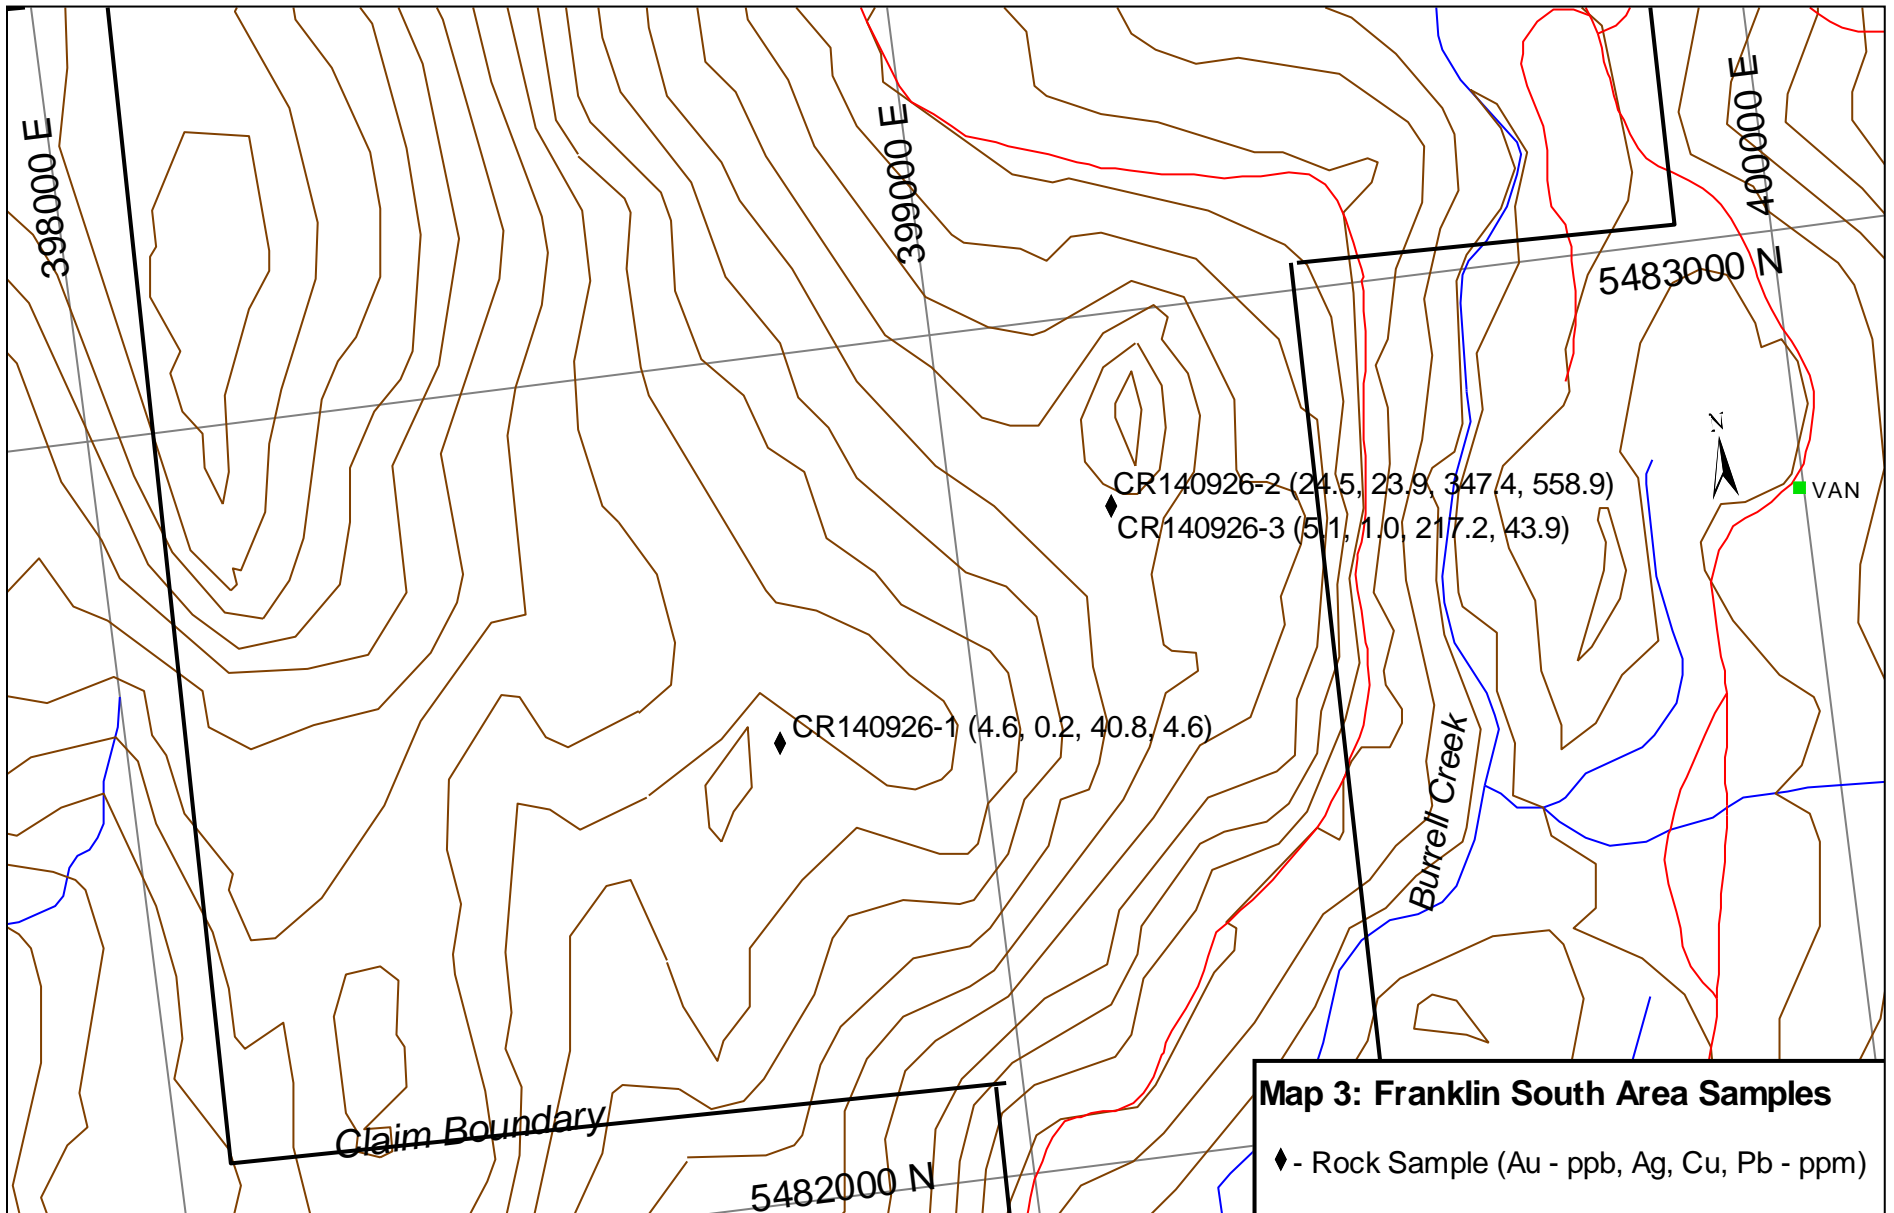 398000 E
399000 E
400000 E
5483000 N
N
CR140926-2 (24.5, 23.9, 347.4, 558.9)
VAN
CR140926-3 (5.1, 1.0, 217.2, 43.9)
CR140926-1 (4.6, 0.2, 40.8, 4.6)
Burrell Creek
Claim Boundary
5482000 N
Map 3: Franklin South Area Samples
- Rock Sample (Au - ppb, Ag, Cu, Pb - ppm)